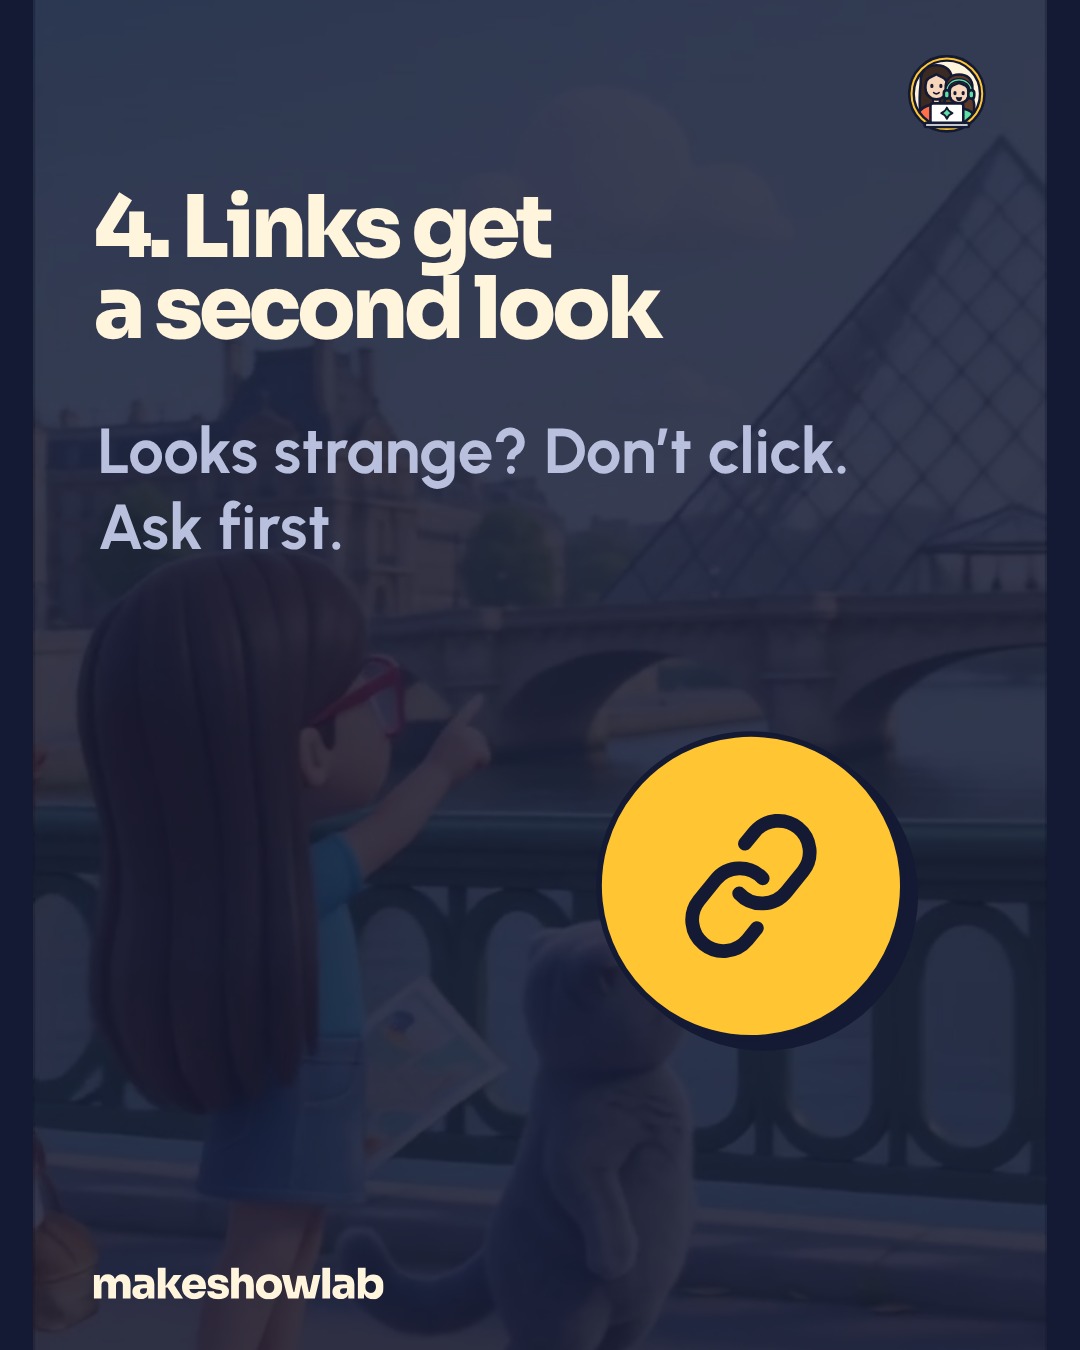 4. Links get
a second look
Looks strange? Don't click.
Ask first.
makeshowlab